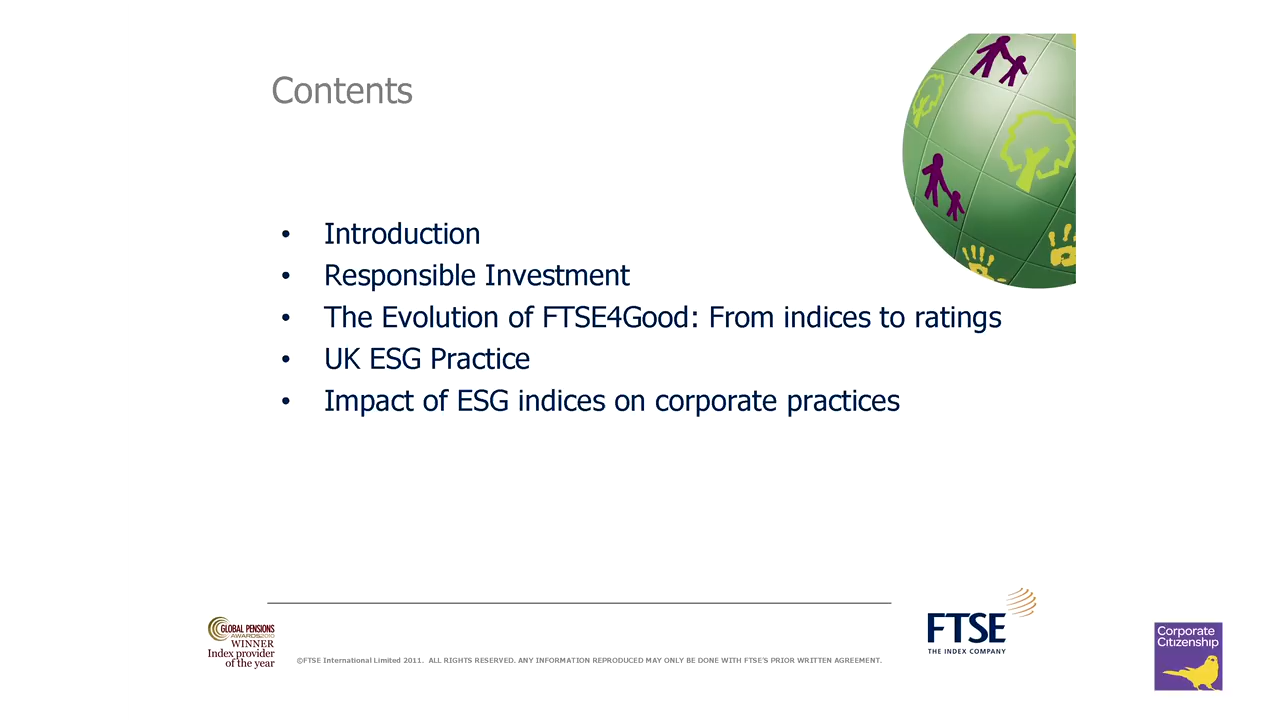 Contents
• Introduction
• Responsible Investment
• The Evolution of FTSE4Good: From indices to ratings
• UK ESG Practice
• Impact of ESG indices on corporate practices
GLOBAL PENSIONS
AWARDS2010
WINNER
Index provider
of the year
©FTSE International Limited 2011. ALL RIGHTS RESERVED. ANY INFORMATION REPRODUCED MAY ONLY BE DONE WITH FTSE'S PRIOR WRITTEN AGREEMENT.
FTSE
THE INDEX COMPANY
Corporate
Citizenship